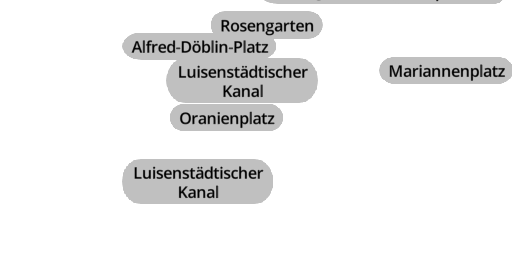 Rosengarten
Alfred-Döblin-Platz
Luisenstädtischer
Kanal
Mariannenplatz
Oranienplatz
Luisenstädtischer
Kanal